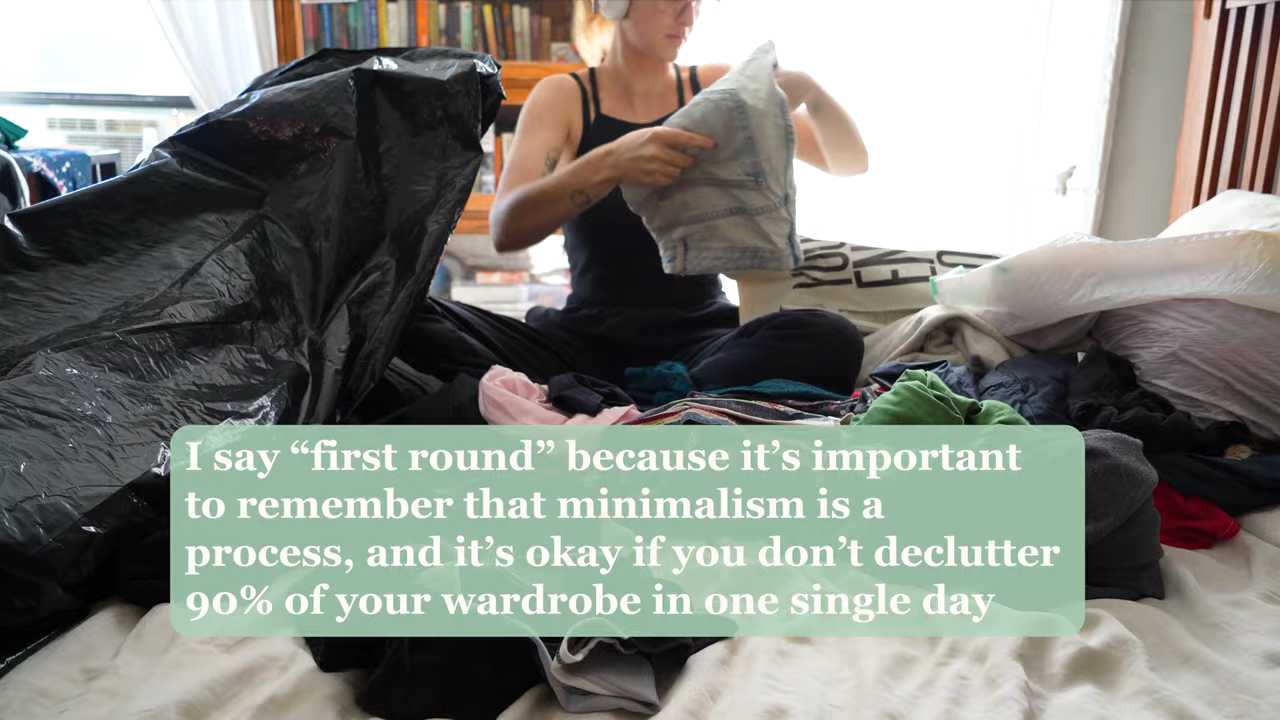 YOU
I say “first round” because it’s important
to remember that minimalism is a
process, and it’s okay if you don’t declutter
90% of your wardrobe in one single day